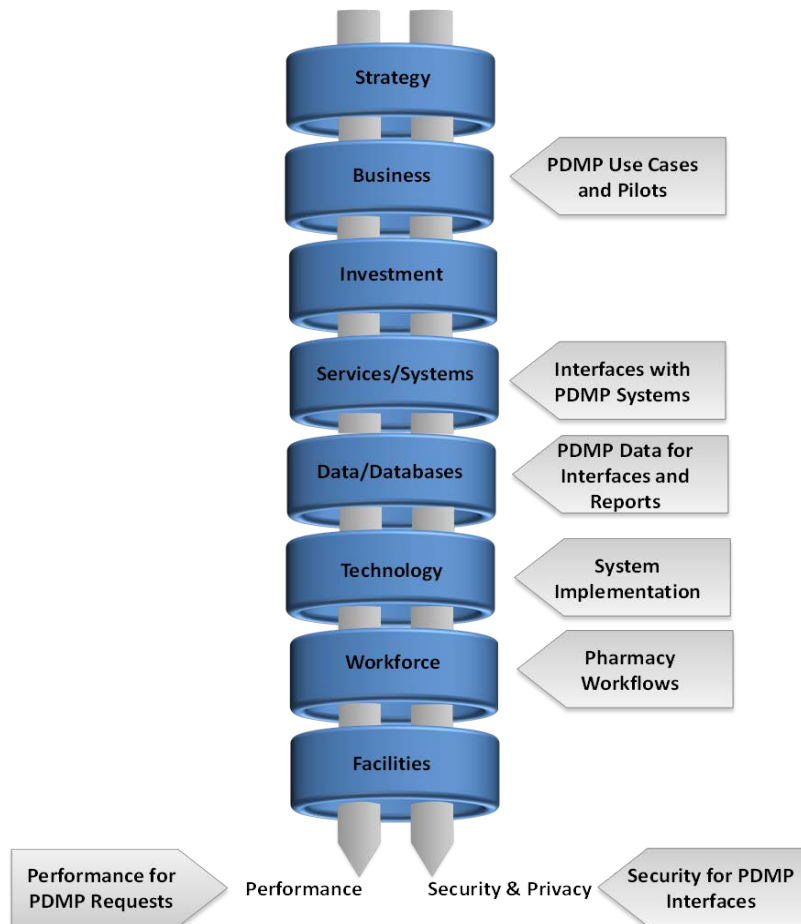 Strategy
Business
PDMP Use Cases
and Pilots
Investment
Services/Systems
Interfaces with
PDMP Systems
Data/Databases
PDMP Data for
Interfaces and
Reports
Technology
System
Implementation
Workforce
Pharmacy
Workflows
Facilities
Performance for
PDMP Requests
Performance
Security & Privacy
Security for PDMP
Interfaces